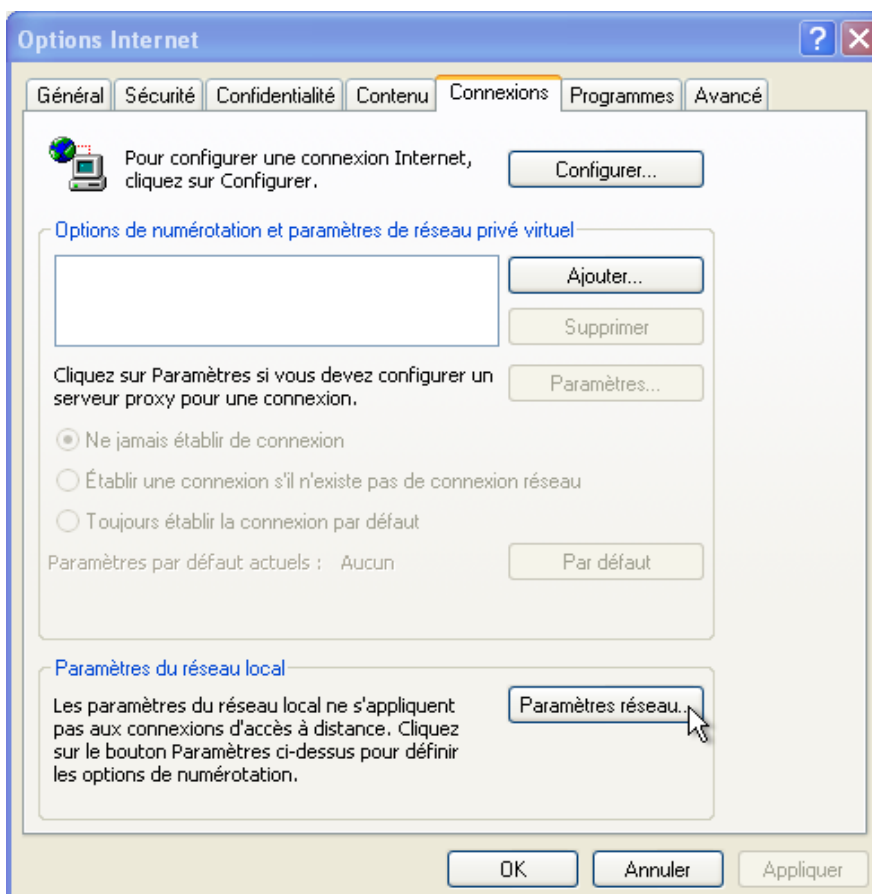 Options Internet
Général Sécurité Confidentialité Contenu Connexions Programmes Avancé
Pour configurer une connexion Internet,
cliquez sur Configurer.
Configurer...
Options de numérotation et paramètres de réseau privé virtuel
Ajouter...
Supprimer
Cliquez sur Paramètres si vous devez configurer un
serveur proxy pour une connexion.
Paramètres...
Ne jamais établir de connexion
Établir une connexion s'il n'existe pas de connexion réseau
Toujours établir la connexion par défaut
Paramètres par défaut actuels : Aucun
Par défaut
Paramètres du réseau local
Les paramètres du réseau local ne s'appliquent
pas aux connexions d'accès à distance. Cliquez
sur le bouton Paramètres ci-dessus pour définir
les options de numérotation.
Paramètres réseau...
OK Annuler Appliquer